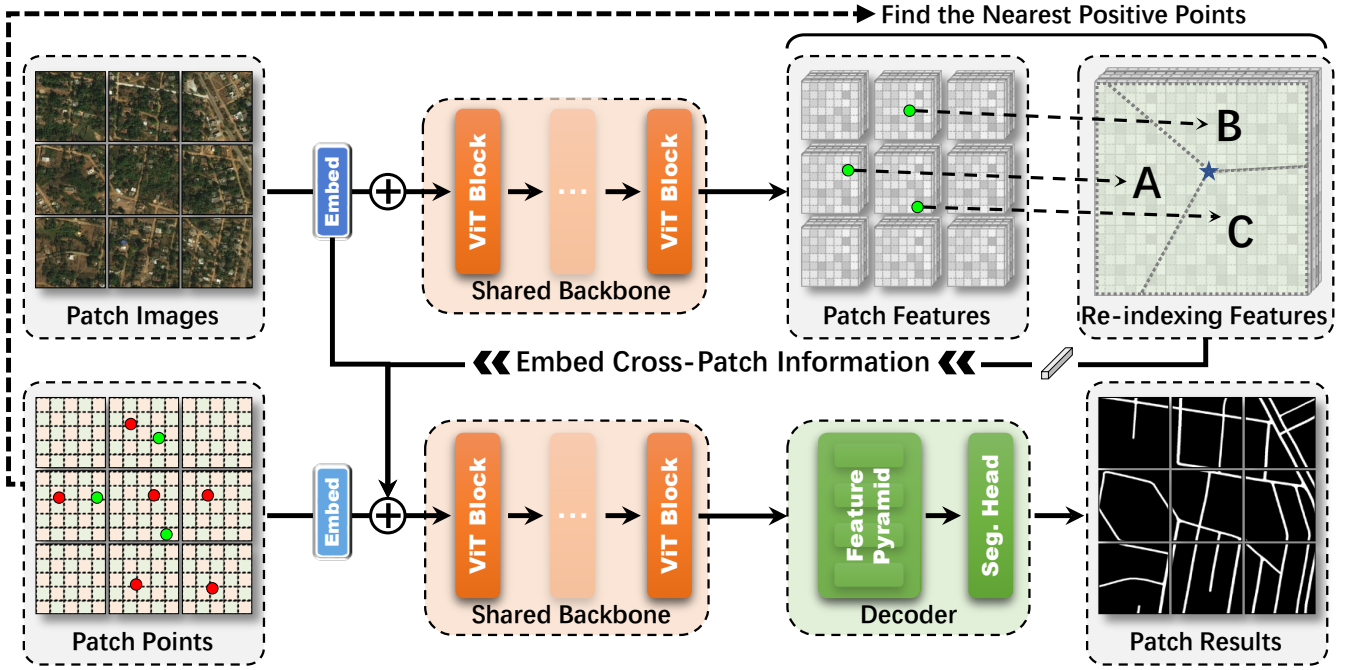 Find the Nearest Positive Points
Embed
ViT Block
...
ViT Block
B
A
C
Patch Images
Shared Backbone
Patch Features
Re-indexing Features
Embed Cross-Patch Information
Embed
ViT Block
...
ViT Block
Feature
Pyramid
Seg. Head
Patch Points
Shared Backbone
Decoder
Patch Results